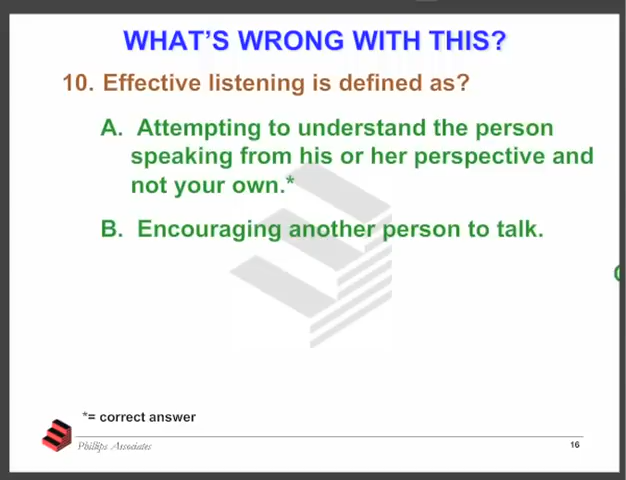 WHAT'S WRONG WITH THIS?
10. Effective listening is defined as?
A. Attempting to understand the person
speaking from his or her perspective and
not your own.*
B. Encouraging another person to talk.
*= correct answer
Phillips Associates
16